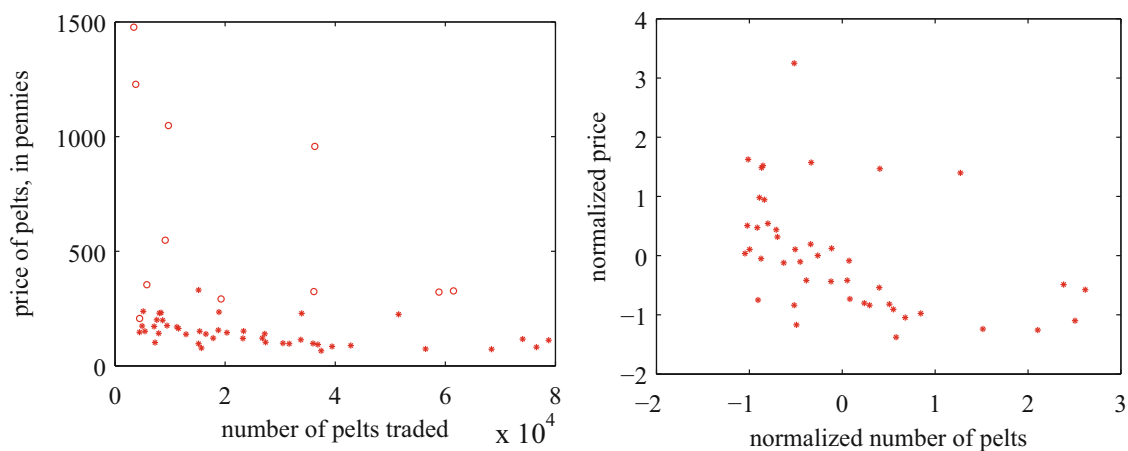 price of pelts, in pennies
1500
1000
500
0
0 2 4 6 8
number of pelts traded x 10^4
normalized price
4
3
2
1
0
−1
−2
−2 −1 0 1 2 3
normalized number of pelts